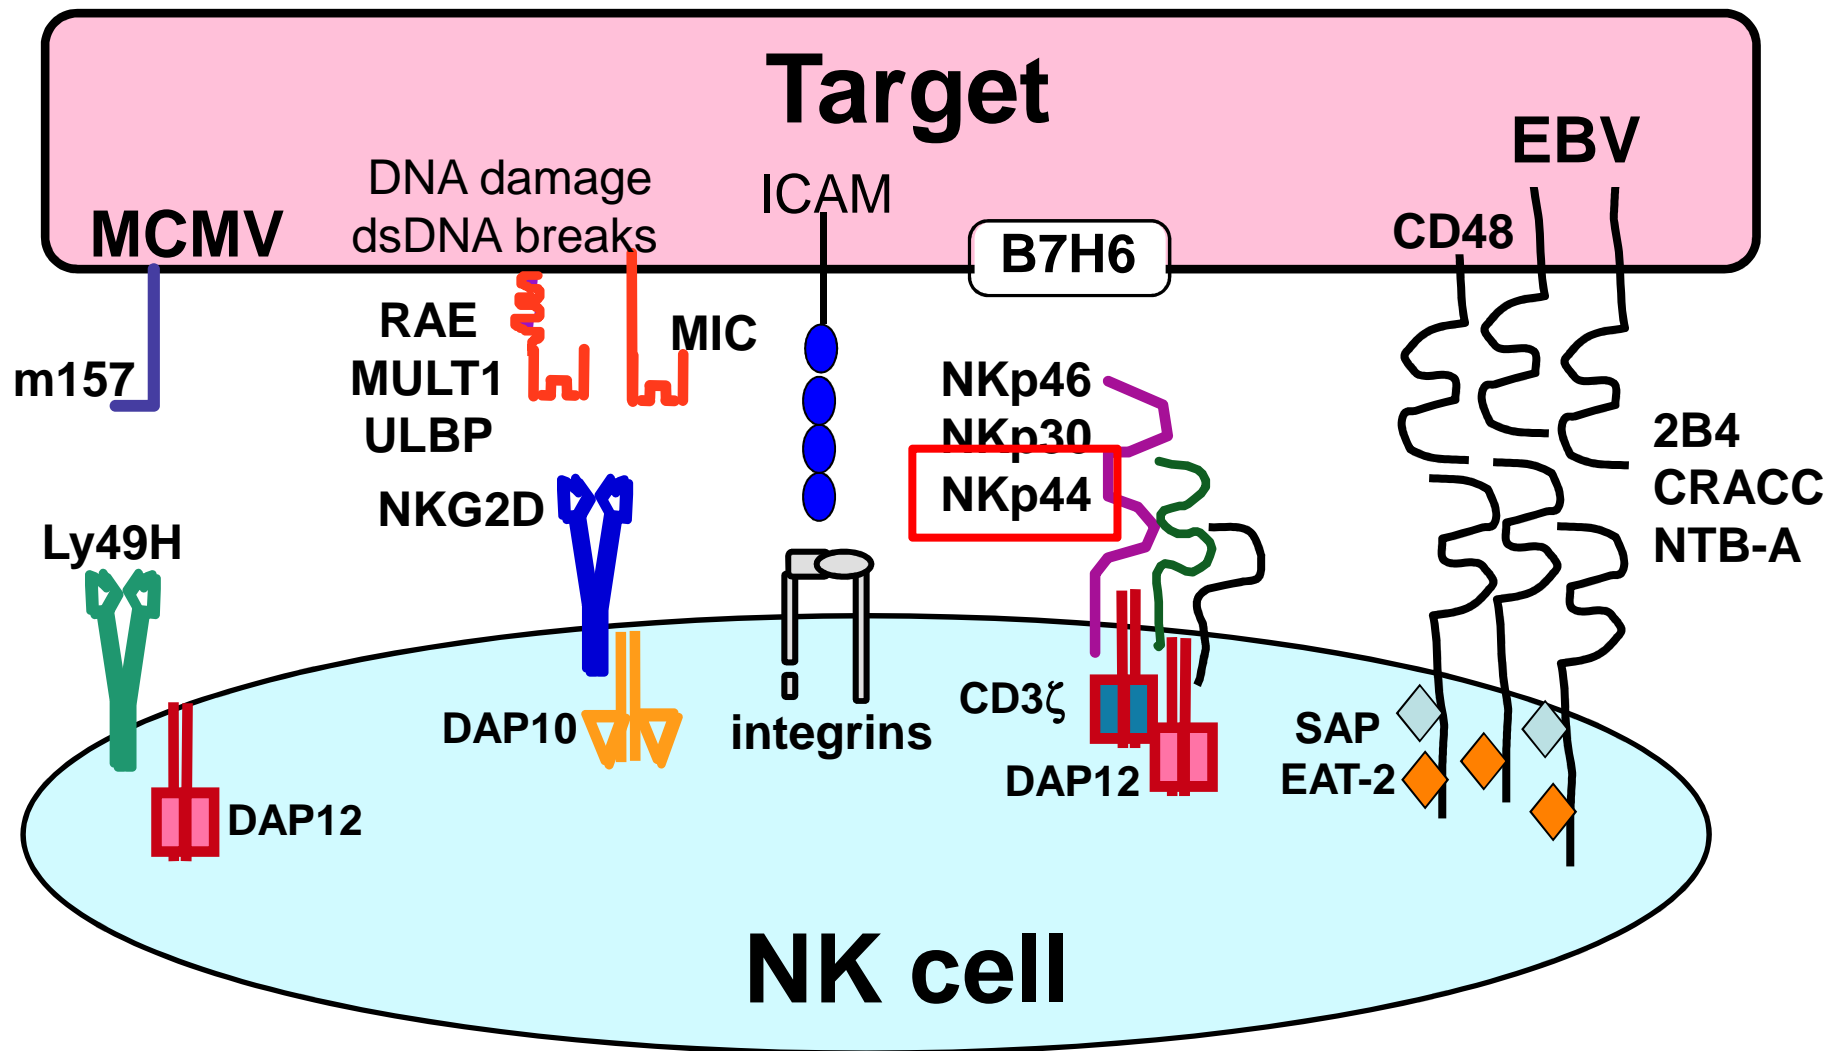 Target
EBV
DNA damage
dsDNA breaks
ICAM
MCMV
B7H6
CD48
RAE
MULT1
ULBP
MIC
m157
NKp46
NKp30
NKp44
2B4
CRACC
NTB-A
NKG2D
Ly49H
CD3ζ
DAP10
integrins
SAP
EAT-2
DAP12
DAP12
NK cell